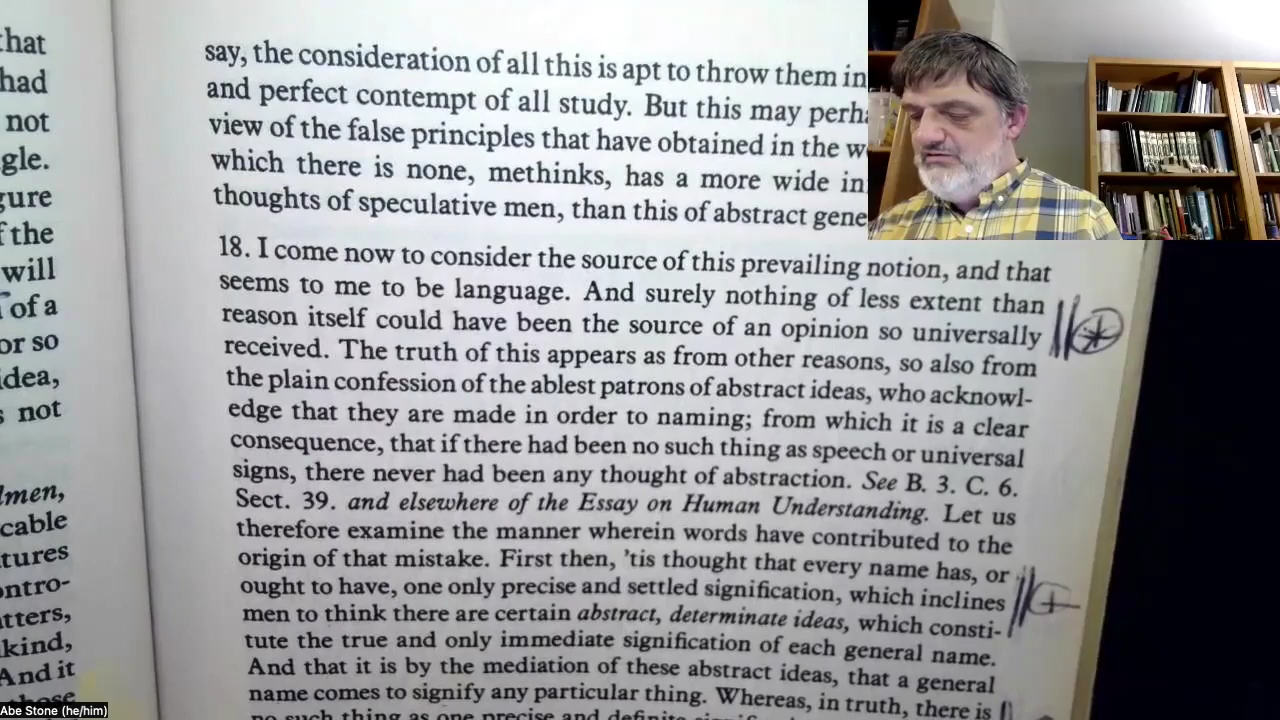 that
had
not
gle.
gure
f the
will
of a
or so
idea,
s not
dmen,
cable
tures
ontro-
tters,
kind,
And it
say, the consideration of all this is apt to throw them in
and perfect contempt of all study. But this may perha
view of the false principles that have obtained in the w
which there is none, methinks, has a more wide in
thoughts of speculative men, than this of abstract gene
18. I come now to consider the source of this prevailing notion, and that
seems to me to be language. And surely nothing of less extent than
reason itself could have been the source of an opinion so universally
received. The truth of this appears as from other reasons, so also from
the plain confession of the ablest patrons of abstract ideas, who acknowl-
edge that they are made in order to naming; from which it is a clear
consequence, that if there had been no such thing as speech or universal
signs, there never had been any thought of abstraction. See B. 3. C. 6.
Sect. 39. and elsewhere of the Essay on Human Understanding. Let us
therefore examine the manner wherein words have contributed to the
origin of that mistake. First then, 'tis thought that every name has, or
ought to have, one only precise and settled signification, which inclines
men to think there are certain abstract, determinate ideas, which consti-
tute the true and only immediate signification of each general name.
And that it is by the mediation of these abstract ideas, that a general
name comes to signify any particular thing. Whereas, in truth, there is
no such thing as one precise and definite
Abe Stone (he/him)